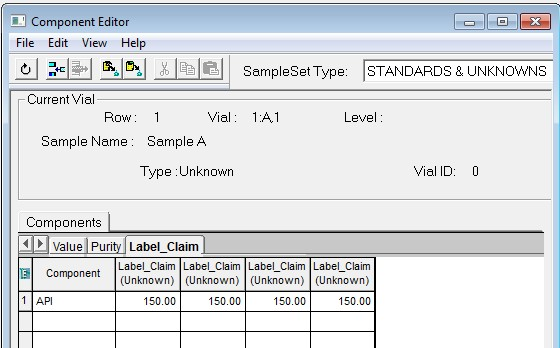 Component Editor
File Edit View Help
SampleSet Type: STANDARDS & UNKNOWNS
Current Vial
Row: 1 Vial: 1:A,1 Level:
Sample Name: Sample A
Type :Unknown Vial ID: 0
Components
Value Purity Label_Claim
Component Label_Claim (Unknown) Label_Claim (Unknown) Label_Claim (Unknown) Label_Claim (Unknown)
1 API 150.00 150.00 150.00 150.00